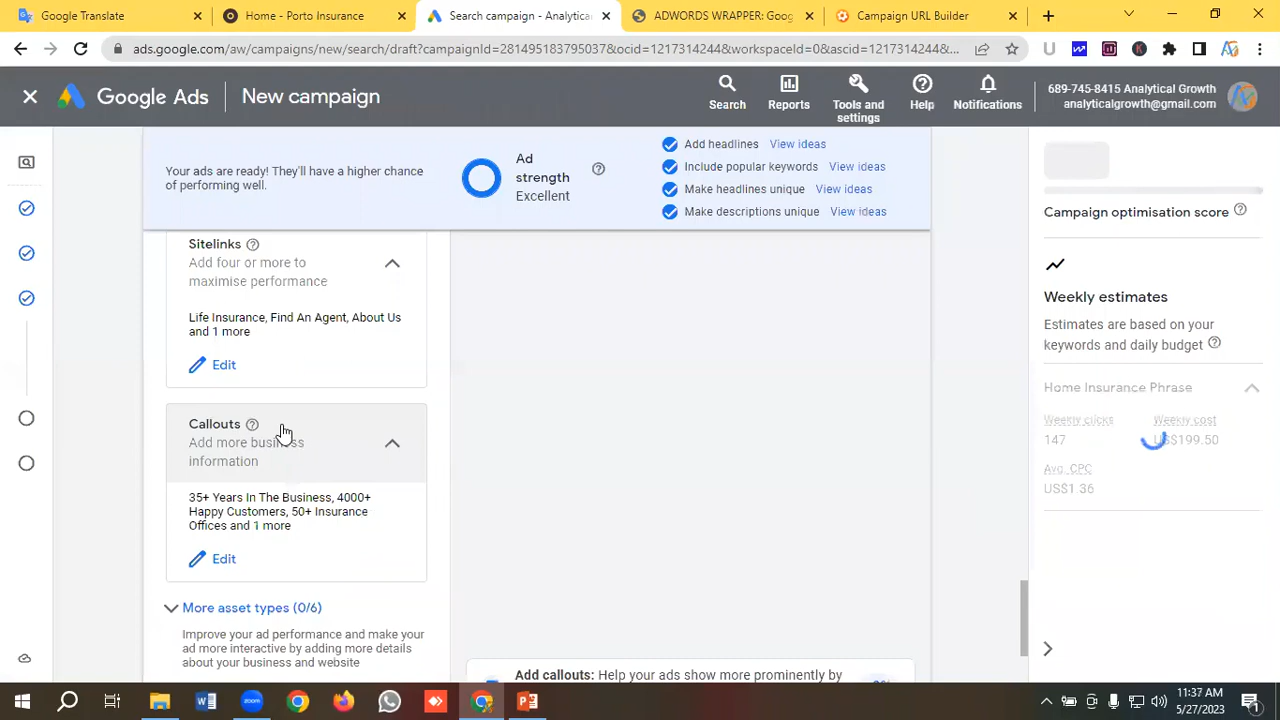 Google Translate
Home - Porto Insurance
Search campaign - Analytica
ADWORDS WRAPPER: Goog
Campaign URL Builder
ads.google.com/aw/campaigns/new/search/draft?campaignId=281495183795037&ocid=1217314244&workspaceId=0&ascid=1217314244&...
Google Ads
New campaign
Search
Reports
Tools and settings
Help
Notifications
689-745-8415 Analytical Growth
analyticalgrowth@gmail.com
Your ads are ready! They'll have a higher chance
of performing well.
Ad
strength
Excellent
Add headlines View ideas
Include popular keywords View ideas
Make headlines unique View ideas
Make descriptions unique View ideas
Campaign optimisation score
Sitelinks
Add four or more to
maximise performance
Life Insurance, Find An Agent, About Us
and 1 more
Edit
Callouts
Add more business
information
35+ Years In The Business, 4000+
Happy Customers, 50+ Insurance
Offices and 1 more
Edit
More asset types (0/6)
Improve your ad performance and make your
ad more interactive by adding more details
about your business and website
Add callouts: Help your ads show more prominently by
Weekly estimates
Estimates are based on your
keywords and daily budget
Home Insurance Phrase
Weekly clicks Weekly cost
147 US$199.50
Avg. CPC
US$1.36
11:37 AM
5/27/2023